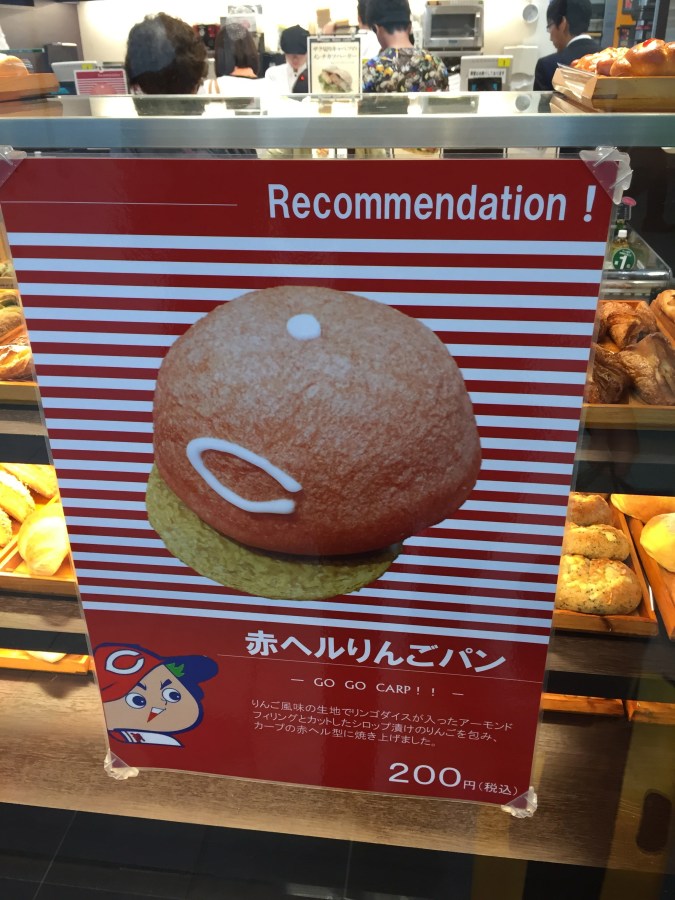 Recommendation !
赤ヘルりんごパン
— GO GO CARP！！ —
りんご風味の生地でリンゴダイスが入ったアーモンド
フィリングとカットしたシロップ漬けのりんごを包み、
カープの赤ヘル型に焼き上げました。
200円(税込)